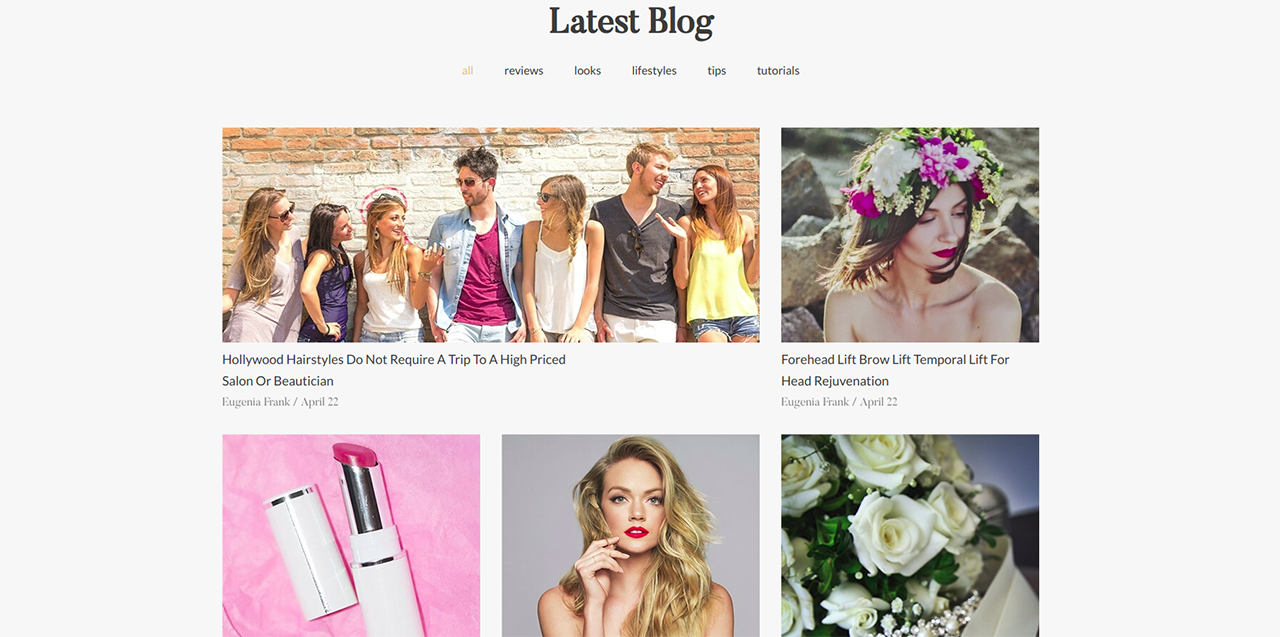 Latest Blog
all reviews looks lifestyles tips tutorials
Hollywood Hairstyles Do Not Require A Trip To A High Priced
Salon Or Beautician
Eugenia Frank / April 22
Forehead Lift Brow Lift Temporal Lift For
Head Rejuvenation
Eugenia Frank / April 22